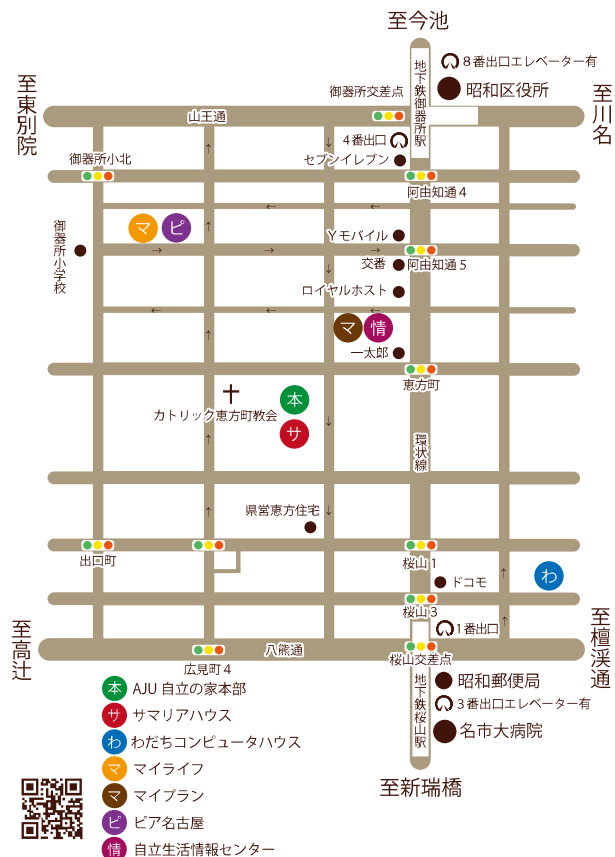 至今池
8番出口エレベーター有
昭和区役所
至東別院
至川名
御器所交差点
山王通
地下鉄御器所駅
4番出口
セブンイレブン
御器所小北
阿由知通4
マ
ピ
御器所小学校
Yモバイル
交番
阿由知通5
ロイヤルホスト
マ
情
一太郎
恵方町
本
カトリック恵方町教会
サ
環状線
県営恵方住宅
出口町
桜山1
ドコモ
わ
桜山3
至高辻
至檀渓通
1番出口
八熊通
広見町4
桜山交差点
地下鉄桜山駅
昭和郵便局
3番出口エレベーター有
名市大病院
至新瑞橋
本 AJU 自立の家本部
サ サマリアハウス
わ わだちコンピュータハウス
マ マイライフ
マ マイプラン
ピ ピア名古屋
情 自立生活情報センター